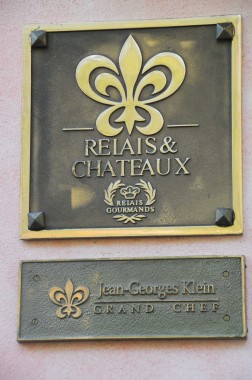 RELAIS &
CHATEAUX
RELAIS
GOURMANDS
Jean-Georges Klein
GRAND CHEF